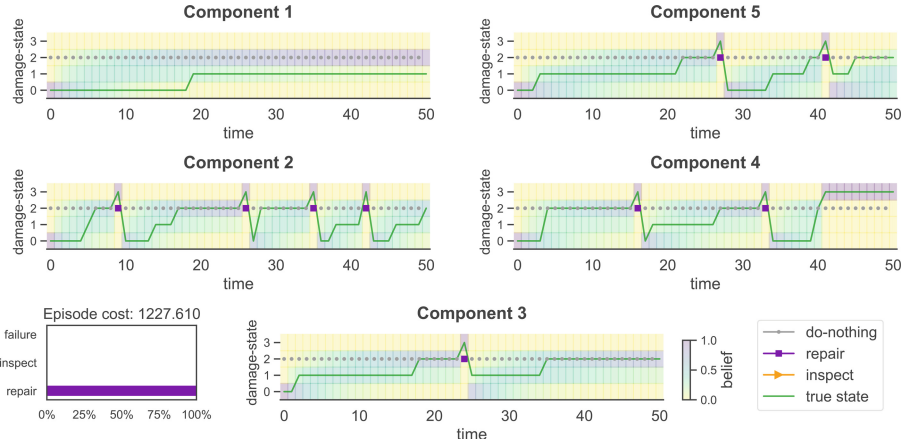 Component 1
damage-state
3
2
1
0
0 10 20 30 40 50
time
Component 5
damage-state
3
2
1
0
0 10 20 30 40 50
time
Component 2
damage-state
3
2
1
0
0 10 20 30 40 50
time
Component 4
damage-state
3
2
1
0
0 10 20 30 40 50
time
Episode cost: 1227.610
failure
inspect
repair
0% 25% 50% 75% 100%
Component 3
damage-state
3
2
1
0
0 10 20 30 40 50
time
1.0
0.5
0.0
belief
do-nothing
repair
inspect
true state